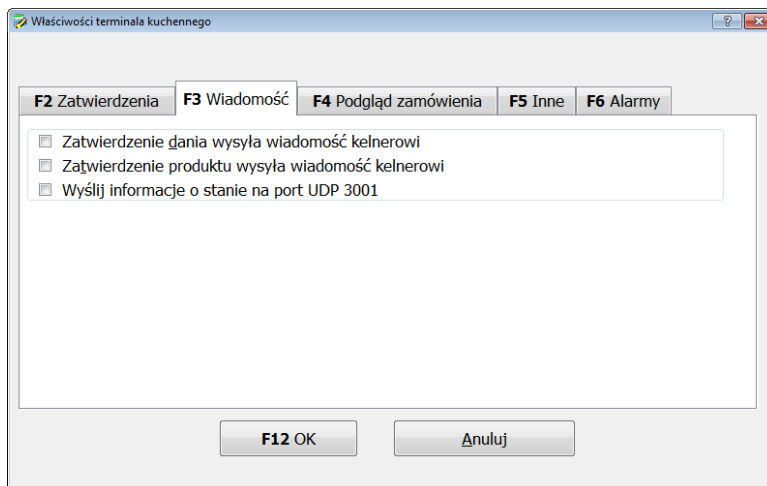 Właściwości terminala kuchennego
F2 Zatwierdzenia F3 Wiadomość F4 Podgląd zamówienia F5 Inne F6 Alarmy
Zatwierdzenie dania wysyła wiadomość kelnerowi
Zatwierdzenie produktu wysyła wiadomość kelnerowi
Wyślij informacje o stanie na port UDP 3001
F12 OK Anuluj